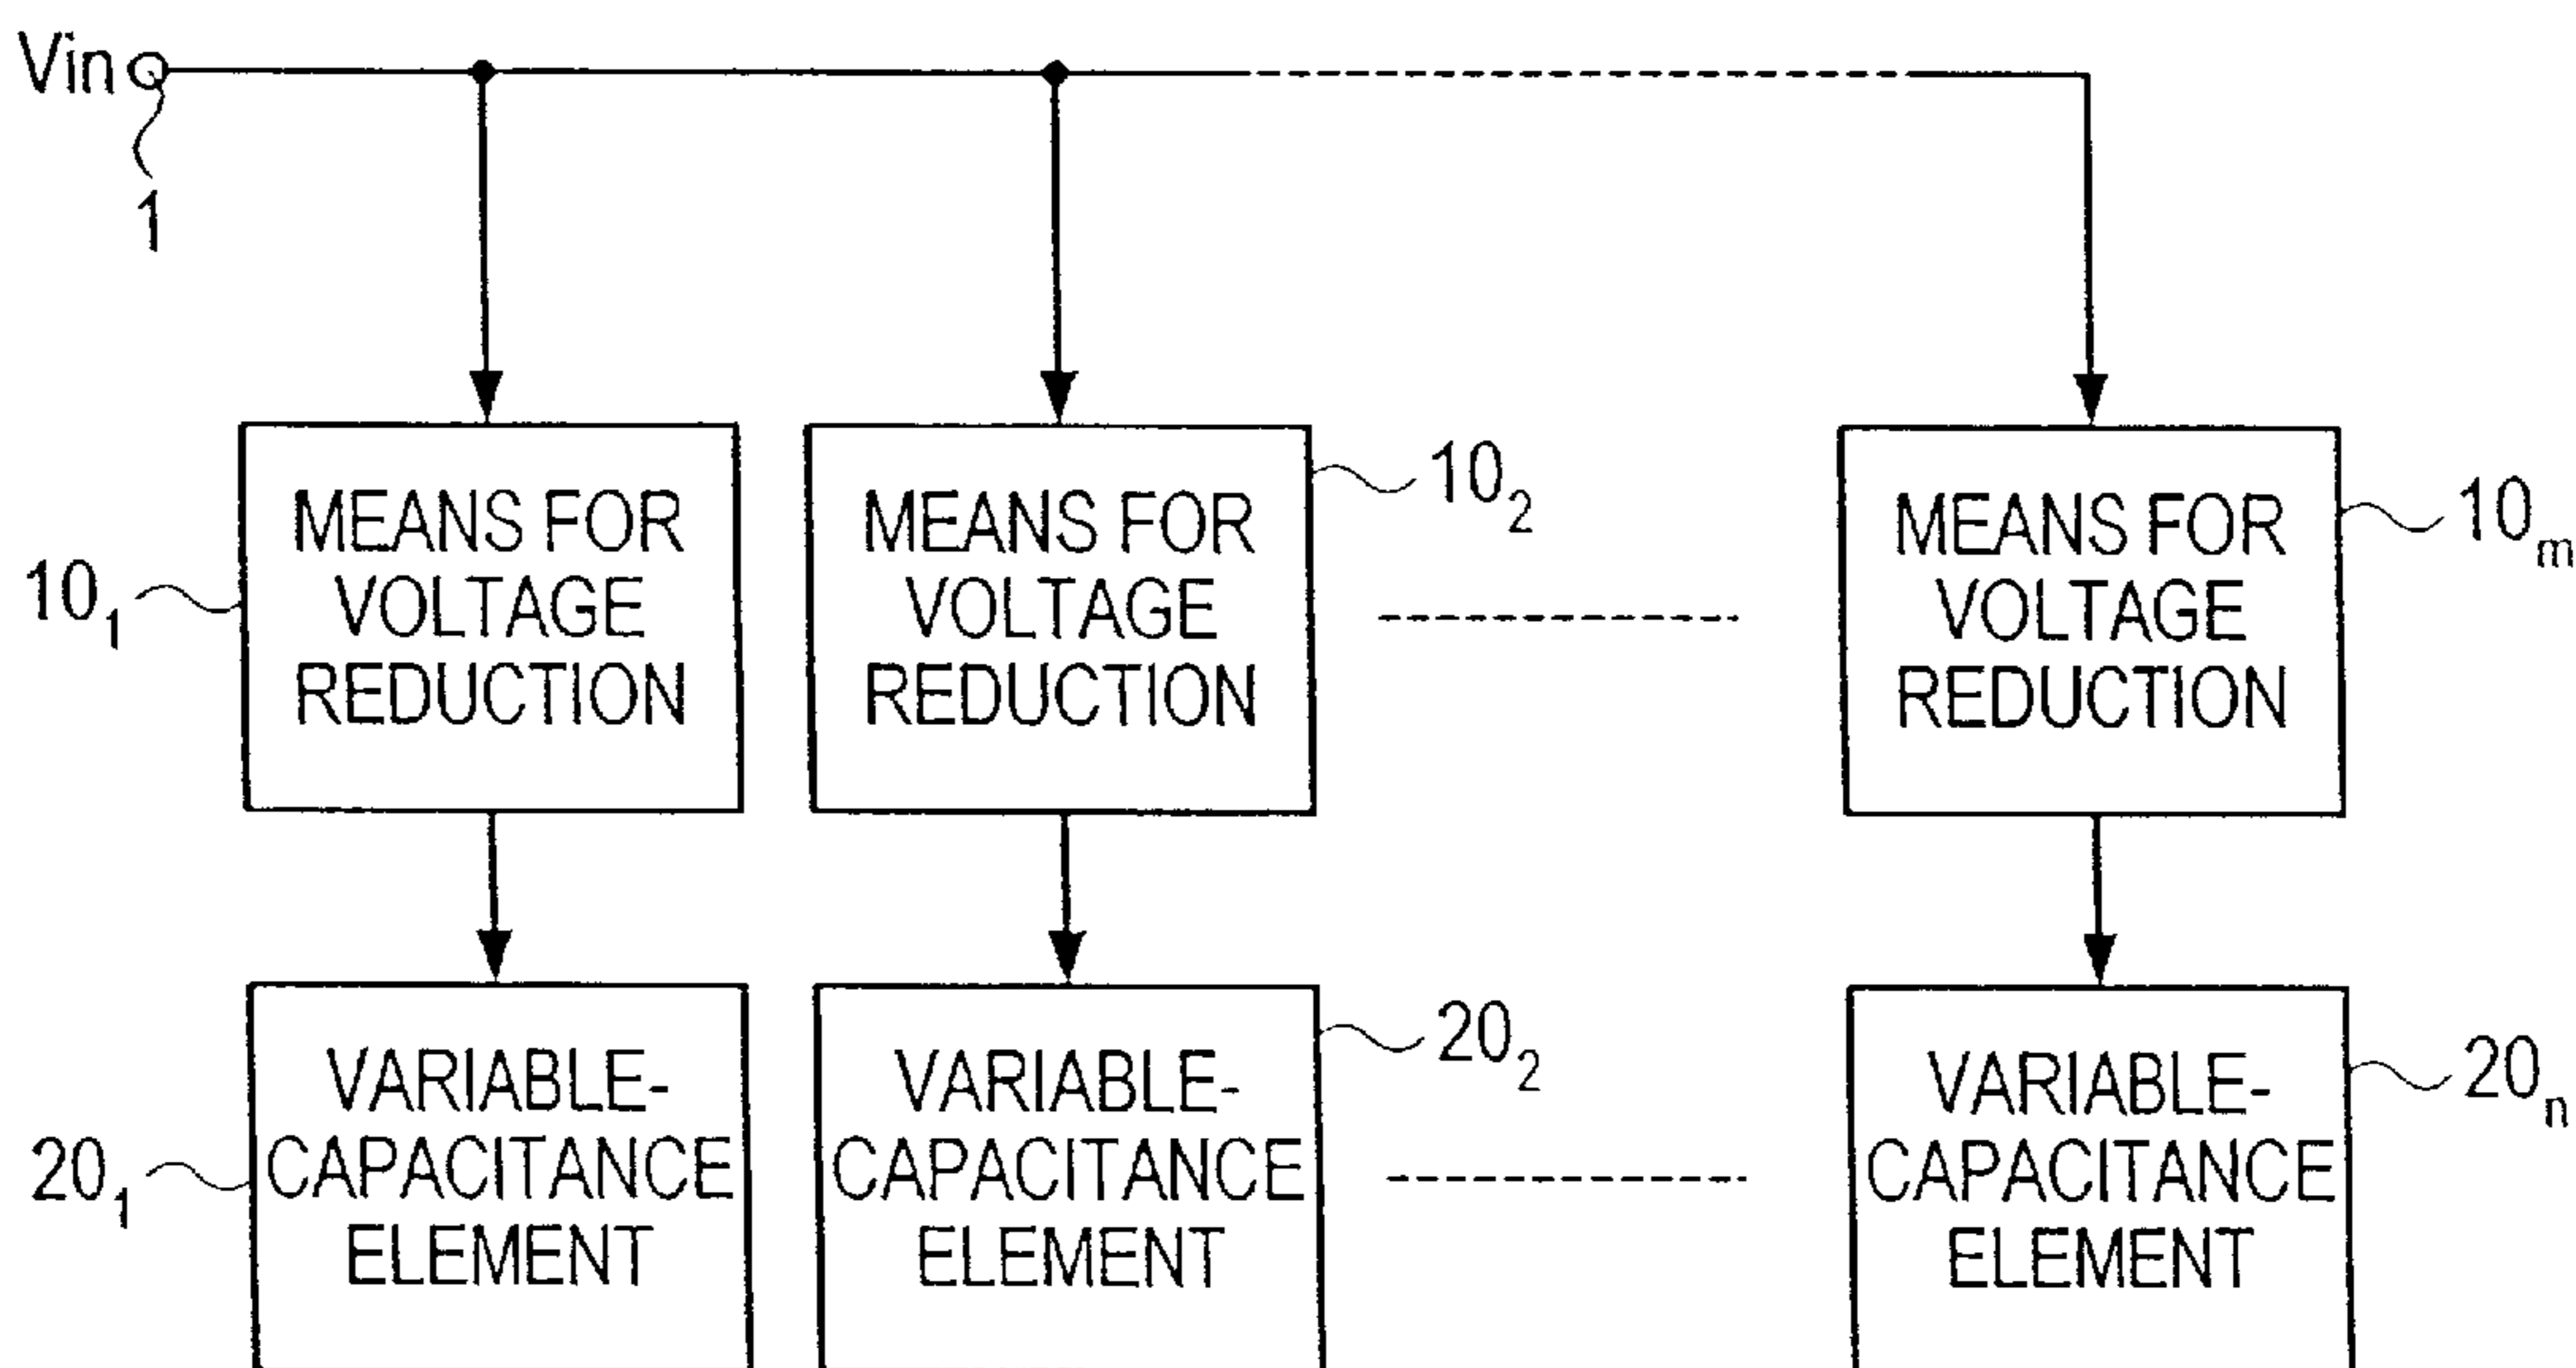 Vin
1
MEANS FOR
VOLTAGE
REDUCTION
10₁
MEANS FOR
VOLTAGE
REDUCTION
10₂
MEANS FOR
VOLTAGE
REDUCTION
10ₘ
VARIABLE-
CAPACITANCE
ELEMENT
20₁
VARIABLE-
CAPACITANCE
ELEMENT
20₂
VARIABLE-
CAPACITANCE
ELEMENT
20ₙ